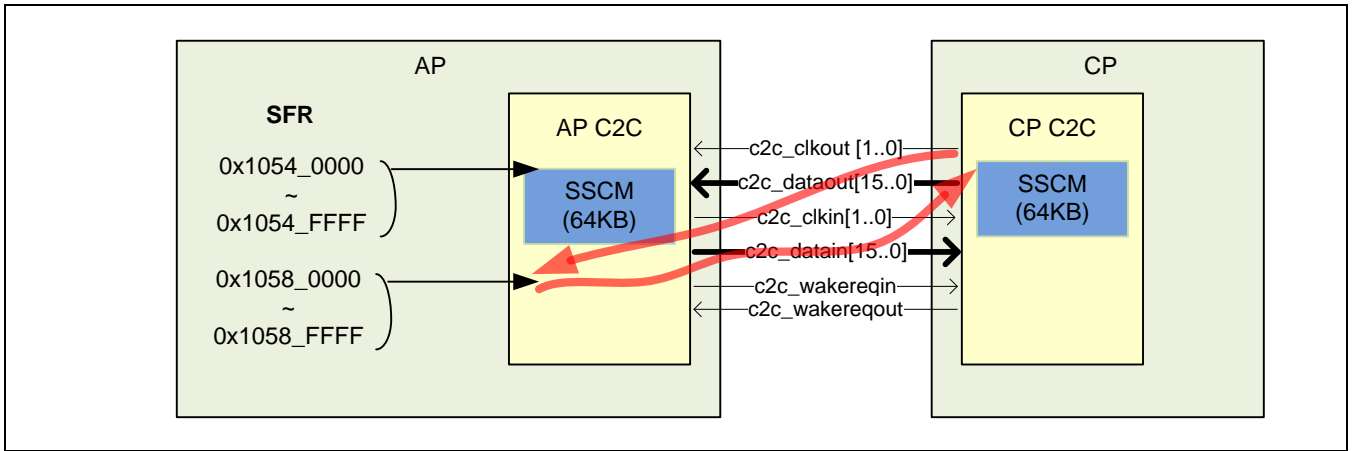 AP
SFR
0x1054_0000
~
0x1054_FFFF
0x1058_0000
~
0x1058_FFFF
AP C2C
SSCM
(64KB)
c2c_clkout [1..0]
c2c_dataout[15..0]
c2c_clkin[1..0]
c2c_datain[15..0]
c2c_wakereqin
c2c_wakereqout
CP
CP C2C
SSCM
(64KB)